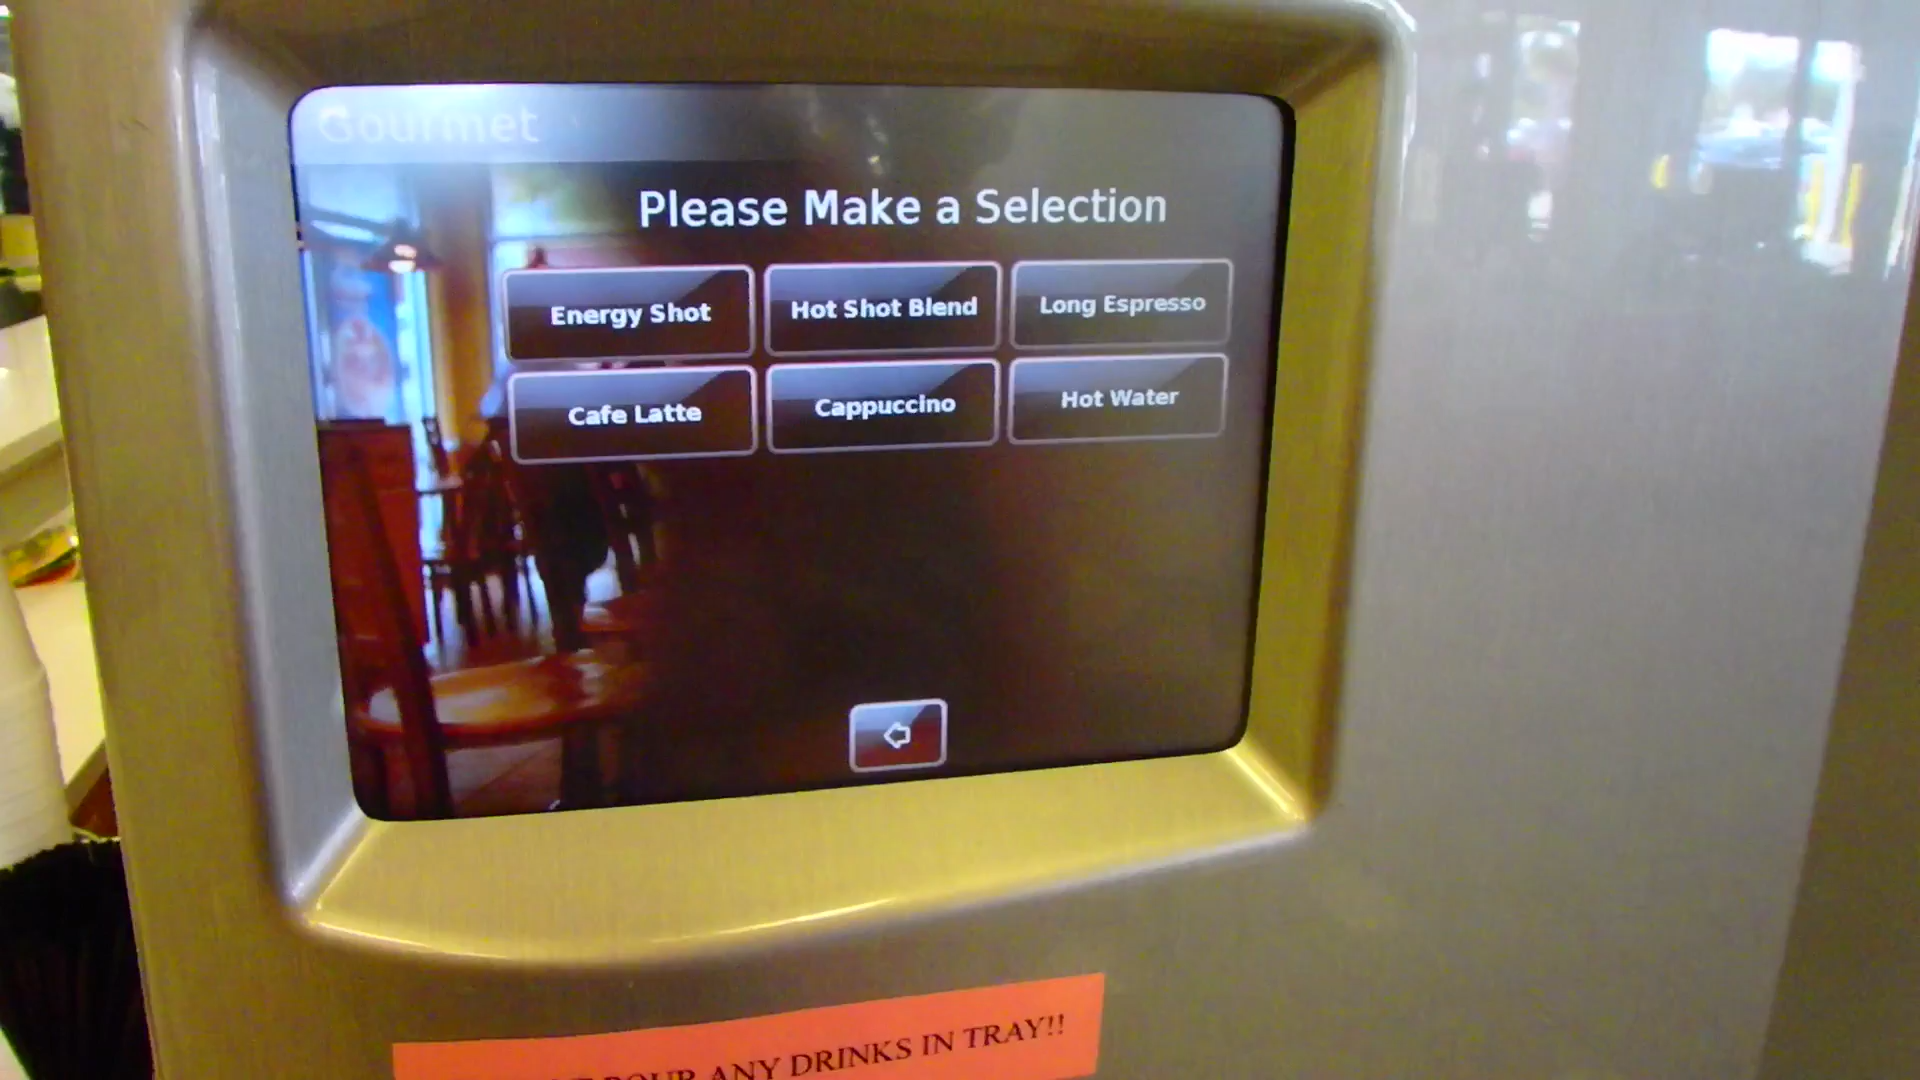 Gourmet
Please Make a Selection
Energy Shot
Hot Shot Blend
Long Espresso
Cafe Latte
Cappuccino
Hot Water
POUR ANY DRINKS IN TRAY!!